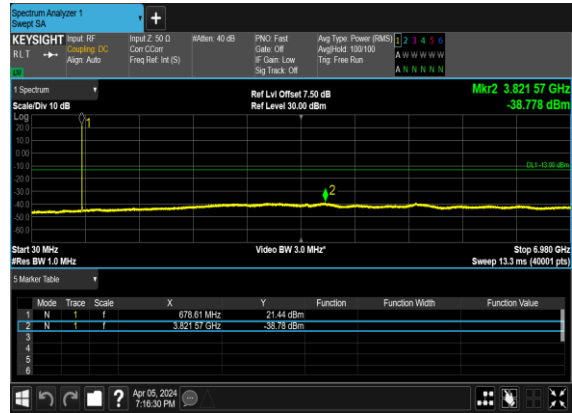 Spectrum Analyzer 1
Swept SA
+
KEYSIGHT
RLT
Input: RF
Coupling: DC
Align: Auto
Input Z: 50 Ω
Corr CCorr
Freq Ref: Int (S)
#Atten: 40 dB
PNO: Fast
Gate: Off
IF Gain: Low
Sig Track: Off
Avg Type: Power (RMS)
Avg|Hold: 100/100
Trig: Free Run
1 2 3 4 5 6
A W W W W W
A N N N N N
1 Spectrum
Scale/Div 10 dB
Ref Lvl Offset 7.50 dB
Ref Level 30.00 dBm
Mkr2 3.821 57 GHz
-38.778 dBm
Log
20.0
10.0
0.00
-10.0
-20.0
-30.0
-40.0
-50.0
-60.0
1
2
DL1 -13.00 dBm
Start 30 MHz
#Res BW 1.0 MHz
Video BW 3.0 MHz*
Stop 6.980 GHz
Sweep 13.3 ms (40001 pts)
5 Marker Table
Mode Trace Scale X Y Function Function Width Function Value
1 N 1 f 678.61 MHz 21.44 dBm
2 N 1 f 3.821 57 GHz -38.78 dBm
3
4
5
6
?
Apr 05, 2024
7:16:30 PM